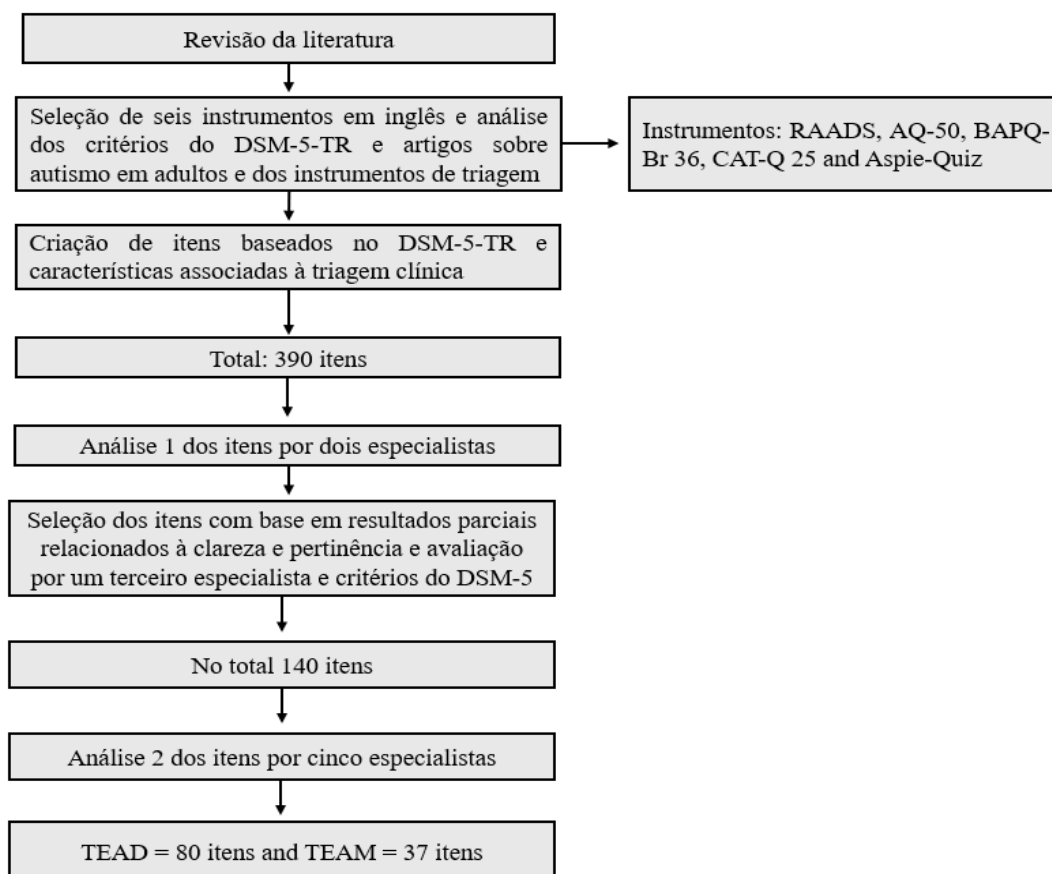 Revisão da literatura
Seleção de seis instrumentos em inglês e análise
dos critérios do DSM-5-TR e artigos sobre
autismo em adultos e dos instrumentos de triagem
Instrumentos: RAADS, AQ-50, BAPQ-
Br 36, CAT-Q 25 and Aspie-Quiz
Criação de itens baseados no DSM-5-TR e
características associadas à triagem clínica
Total: 390 itens
Análise 1 dos itens por dois especialistas
Seleção dos itens com base em resultados parciais
relacionados à clareza e pertinência e avaliação
por um terceiro especialista e critérios do DSM-5
No total 140 itens
Análise 2 dos itens por cinco especialistas
TEAD = 80 itens and TEAM = 37 itens